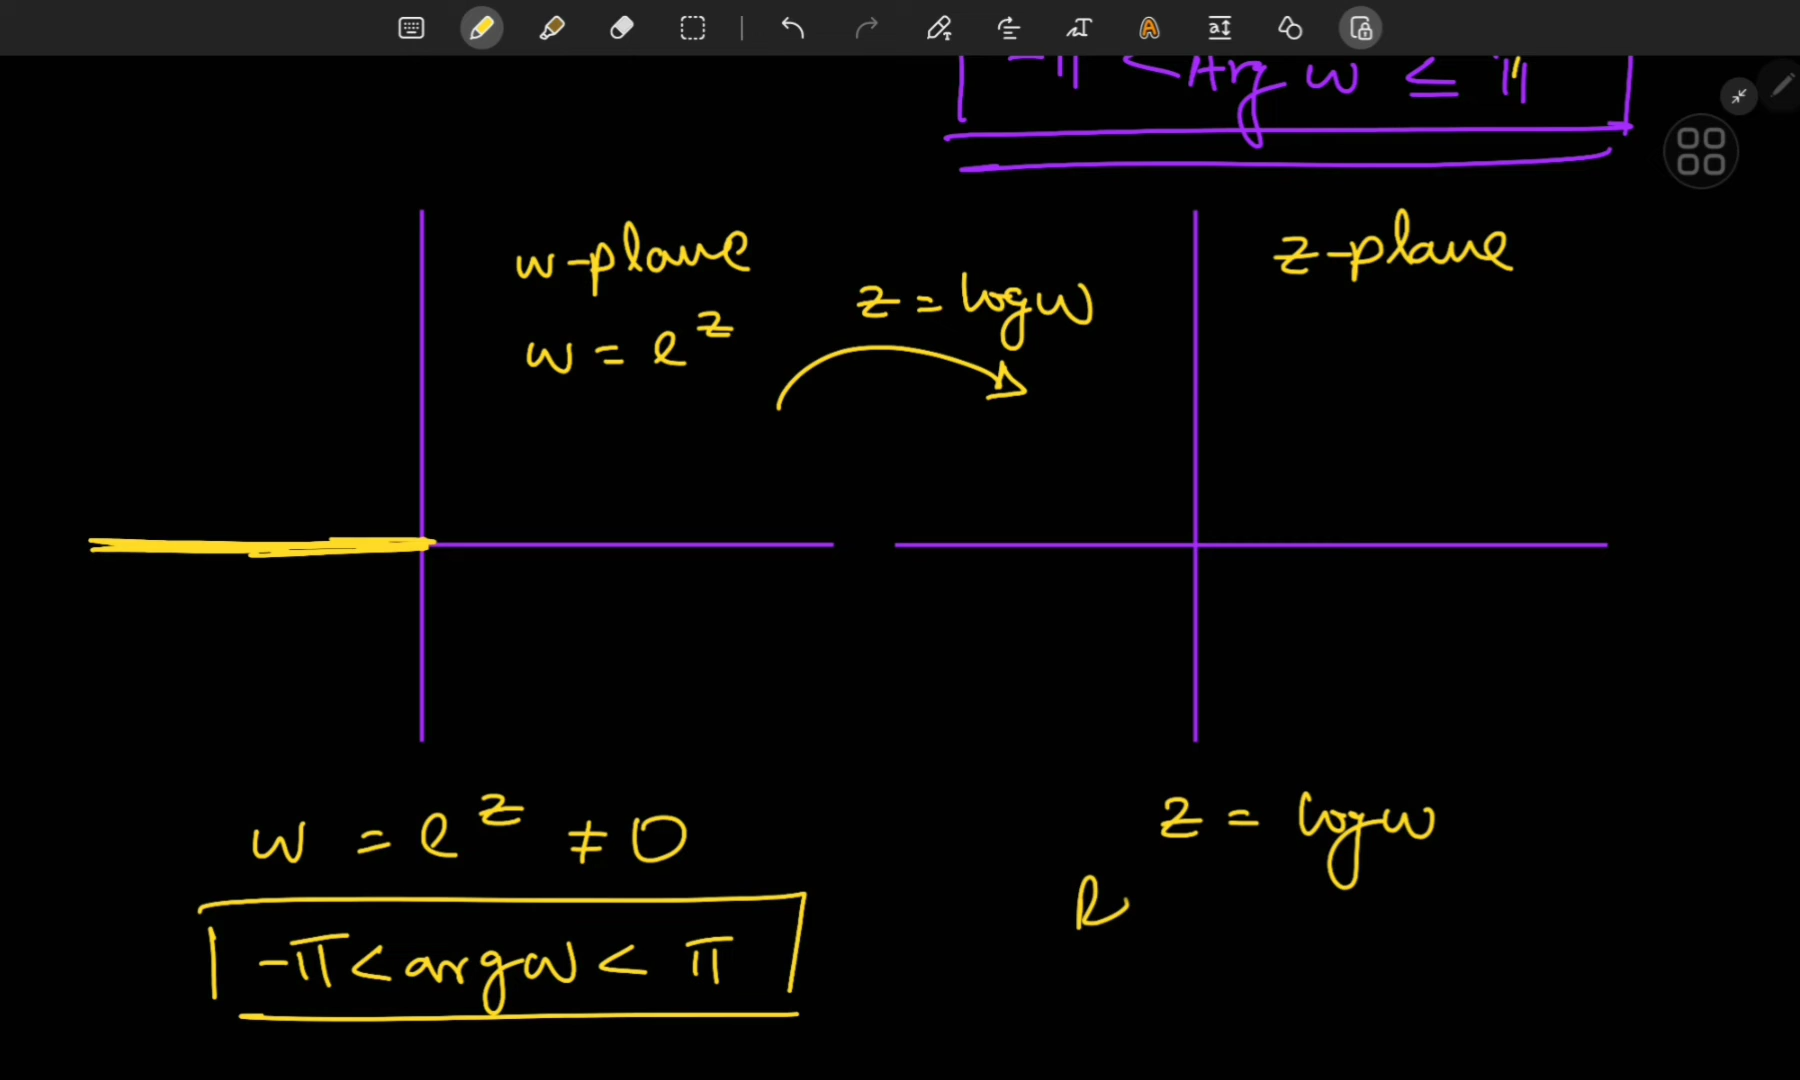 -π < Arg w ≤ π
w-plane
w = e^z
z = log w
z-plane
w = e^z ≠ 0
-π < arg w < π
z = log w
R